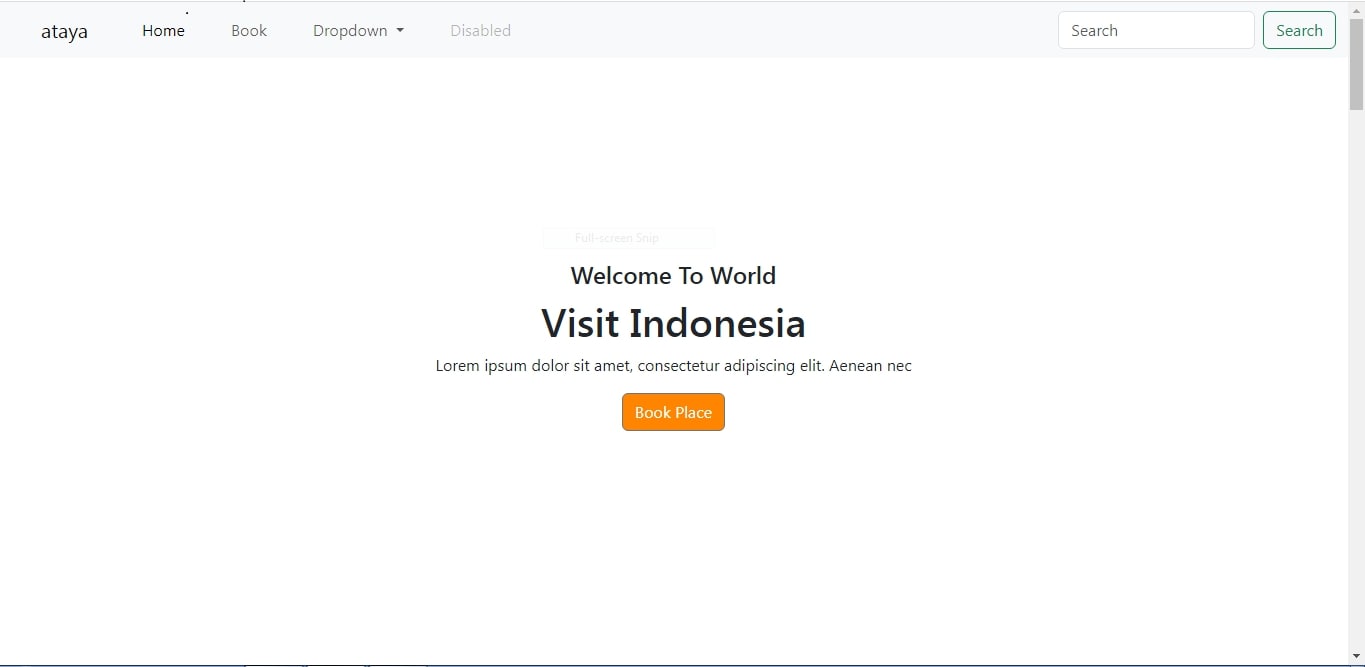 ataya Home Book Dropdown Disabled Search Search
Full-screen Snip
Welcome To World
Visit Indonesia
Lorem ipsum dolor sit amet, consectetur adipiscing elit. Aenean nec
Book Place